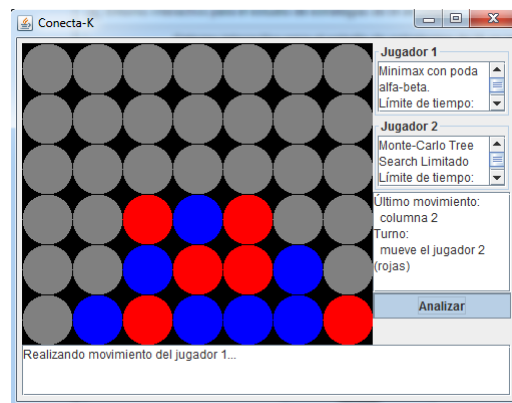 Conecta-K
Jugador 1
Minimax con poda
alfa-beta.
Límite de tiempo:
Jugador 2
Monte-Carlo Tree
Search Limitado
Límite de tiempo:
Último movimiento:
columna 2
Turno:
mueve el jugador 2
(rojas)
Analizar
Realizando movimiento del jugador 1...